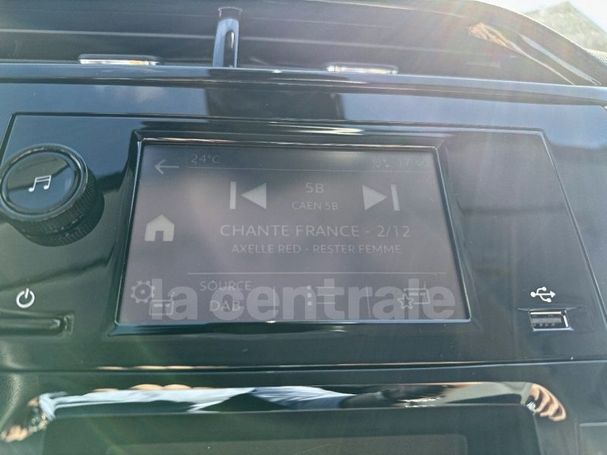 24°C
5B
CAEN 5B
CHANTE FRANCE - 2/12
AXELLE RED - RESTER FEMME
SOURCE
DAB
la centrale